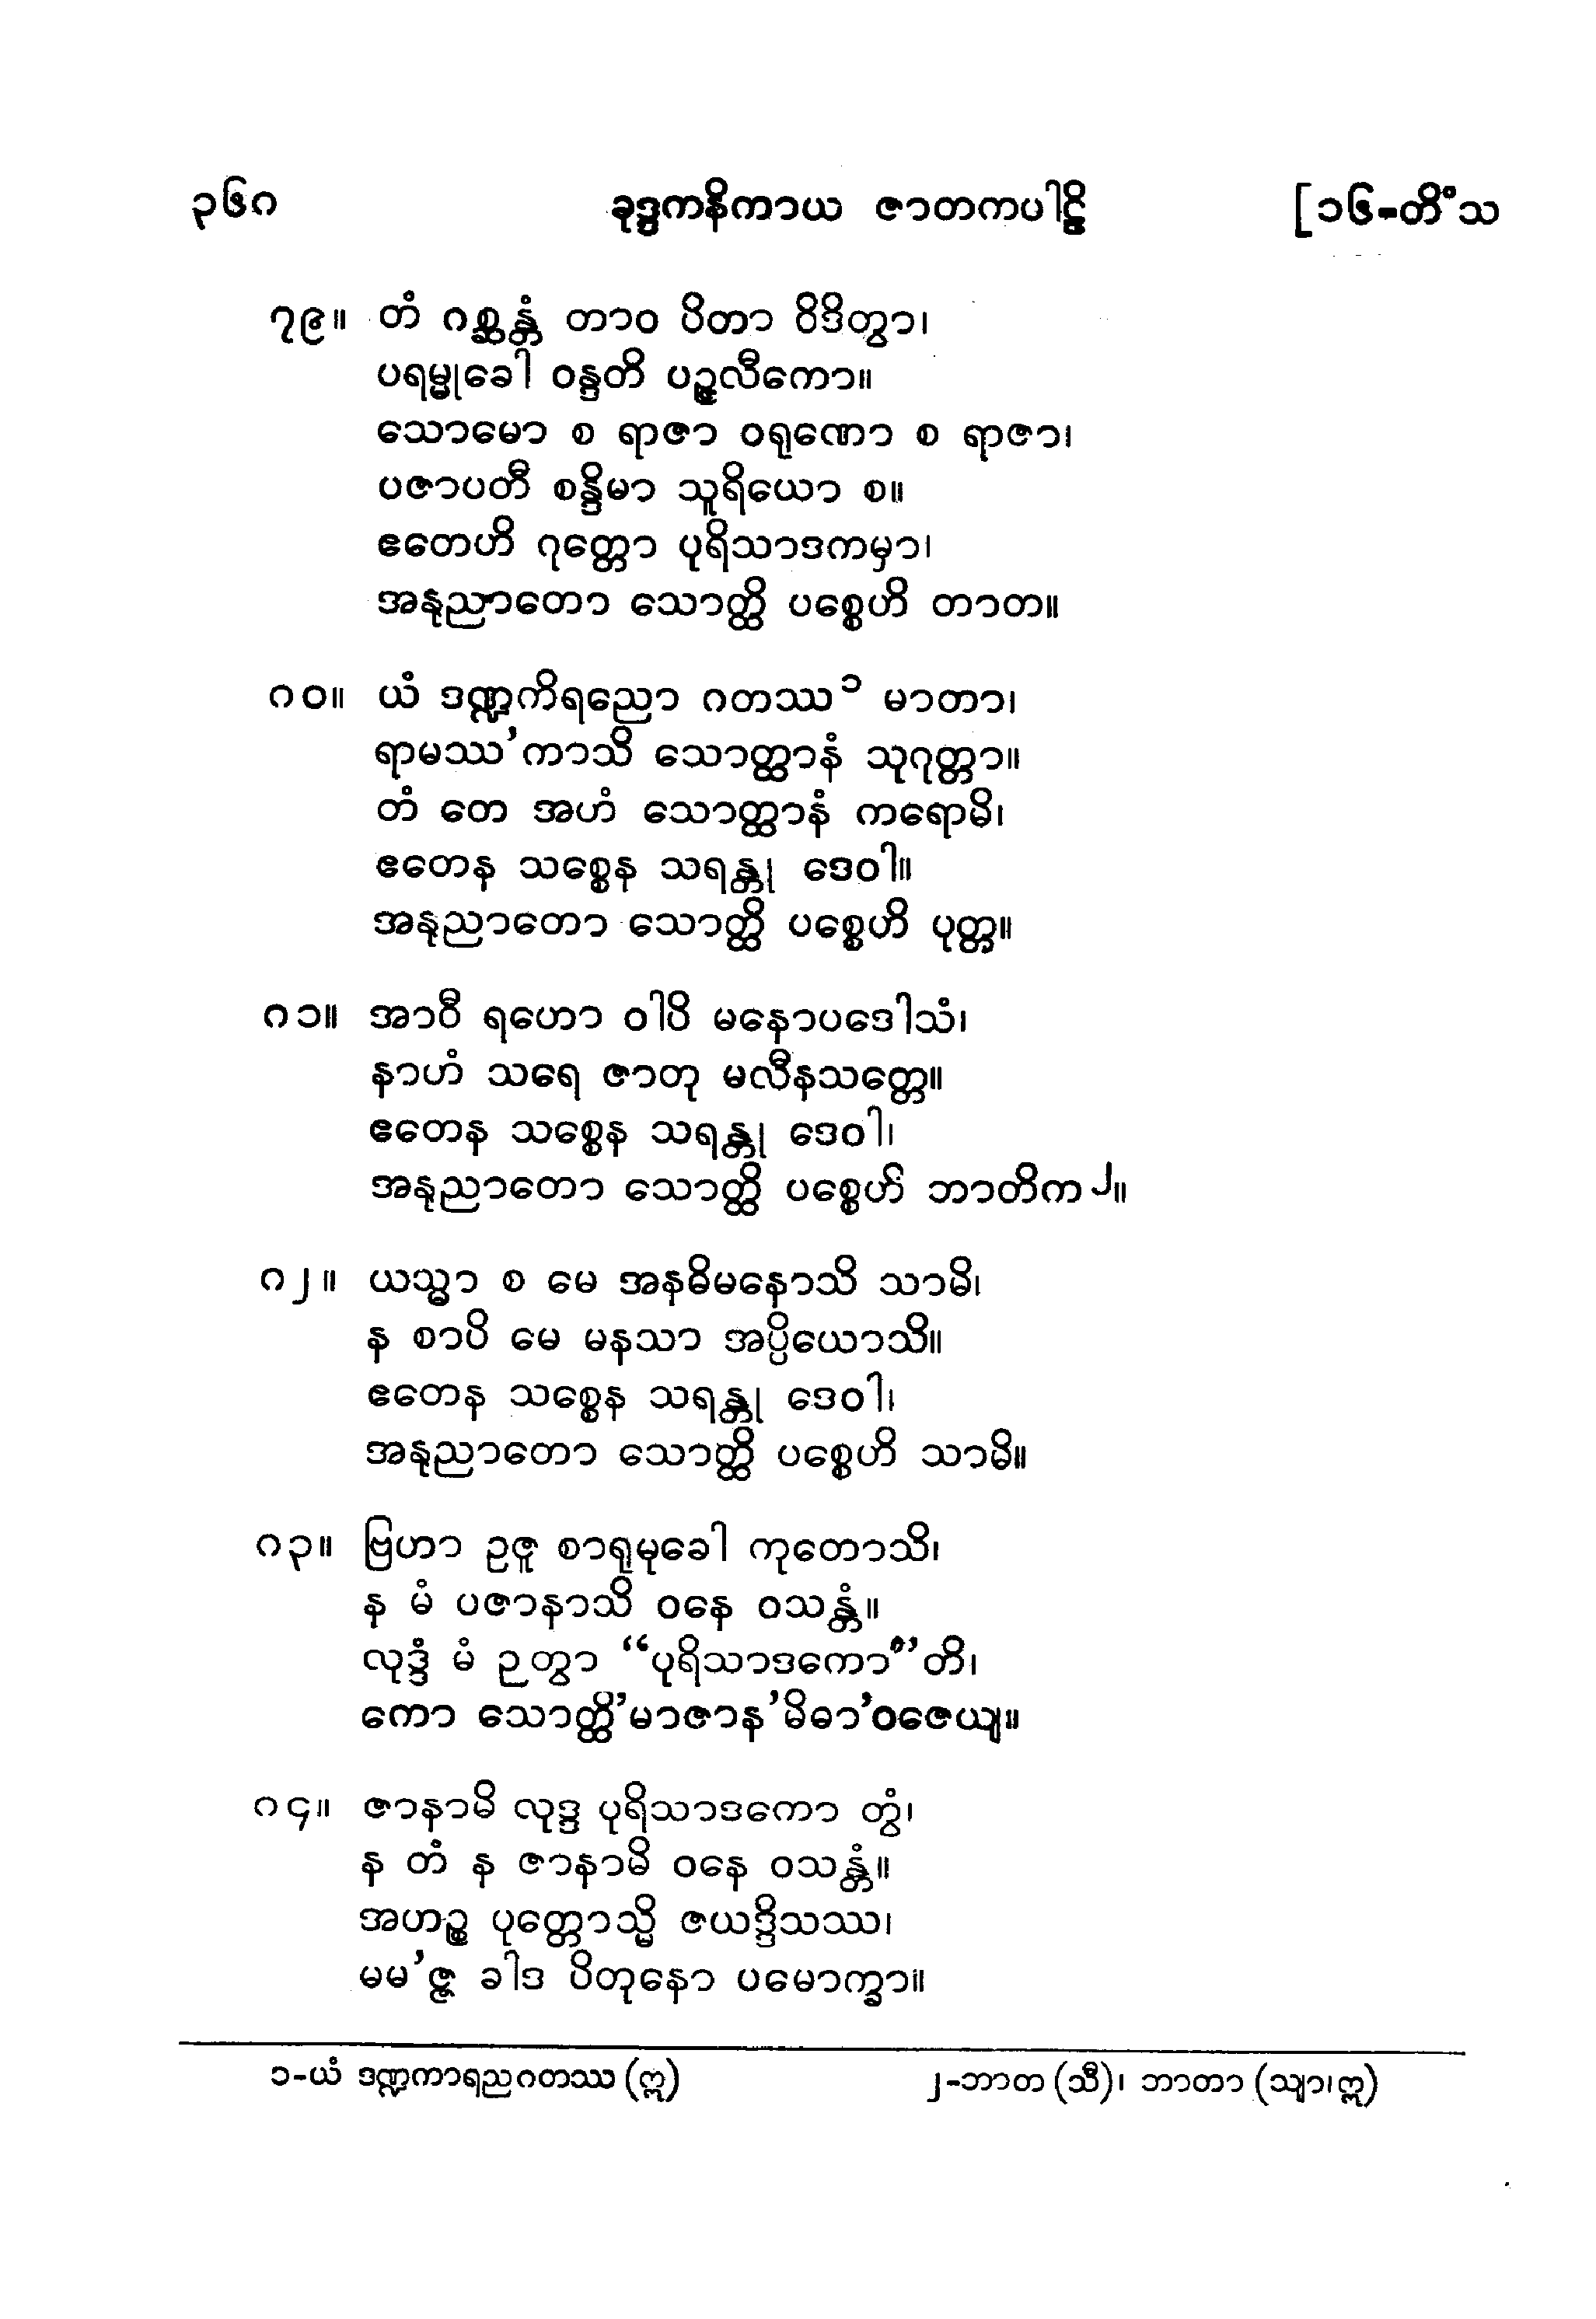 ၃၆၈ ခုဒ္ဒကနိကာယ ဇာတကပါဠိ [၁၆-တိံသ
၇၉။ တံ ဂစ္ဆန္တံ တာဝ ပိတာ ဝိဒိတွာ၊
ပရမ္မုခေါ ဝန္ဒတိ ပဉ္ဇလီကော။
သောမော စ ရာဇာ ဝရုဏော စ ရာဇာ၊
ပဇာပတီ စန္ဒိမာ သူရိယော စ။
ဧတေဟိ ဂုတ္တော ပုရိသာဒကမှာ၊
အနုညာတော သောတ္ထိ ပစ္စေဟိ တာတ။
၈၀။ ယံ ဒဏ္ဍကိရညော ဂတဿ ၁ မာတာ၊
ရာမဿ’ကာသိ သောတ္ထာနံ သုဂုတ္တာ။
တံ တေ အဟံ သောတ္ထာနံ ကရောမိ၊
ဧတေန သစ္စေန သရန္တု ဒေဝါ။
အနုညာတော သောတ္ထိ ပစ္စေဟိ ပုတ္တ။
၈၁။ အာဝီ ရဟော ဝါပိ မနောပဒေါသံ၊
နာဟံ သရေ ဇာတု မလီနသတ္တေ။
ဧတေန သစ္စေန သရန္တု ဒေဝါ၊
အနုညာတော သောတ္ထိ ပစ္စေဟိ ဘာတိက ၂။
၈၂။ ယသ္မာ စ မေ အနဓိမနောသိ သာမိ၊
န စာပိ မေ မနသာ အပ္ပိယောသိ။
ဧတေန သစ္စေန သရန္တု ဒေဝါ၊
အနုညာတော သောတ္ထိ ပစ္စေဟိ သာမိ။
၈၃။ ဗြဟာ ဥဇူ စာရုမုခေါ ကုတောသိ၊
န မံ ပဇာနာသိ ဝနေ ဝသန္တံ။
လုဒ္ဒံ မံ ဉတွာ “ပုရိသာဒကော”တိ၊
ကော သောတ္ထိ’မာဇာန’မိဓာ’ဝဇေယျ။
၈၄။ ဇာနာမိ လုဒ္ဒ ပုရိသာဒကော တွံ၊
န တံ န ဇာနာမိ ဝနေ ဝသန္တံ။
အဟဉ္စ ပုတ္တောသ္မိ ဇယဒ္ဒိသဿ၊
မမ’ဇ္ဇ ခါဒ ပိတုနော ပမောက္ခာ။
၁-ယံ ဒဏ္ဍကာရညဂတဿ (ဣ) ၂-ဘာတ (သီ)၊ ဘာတာ (သျာ၊ဣ)